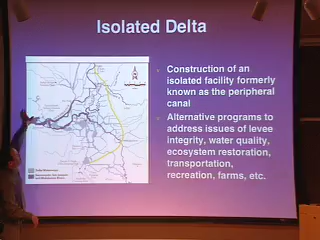 Isolated Delta
Construction of an
isolated facility formerly
known as the peripheral
canal
Alternative programs to
address issues of levee
integrity, water quality,
ecosystem restoration,
transportation,
recreation, farms, etc.